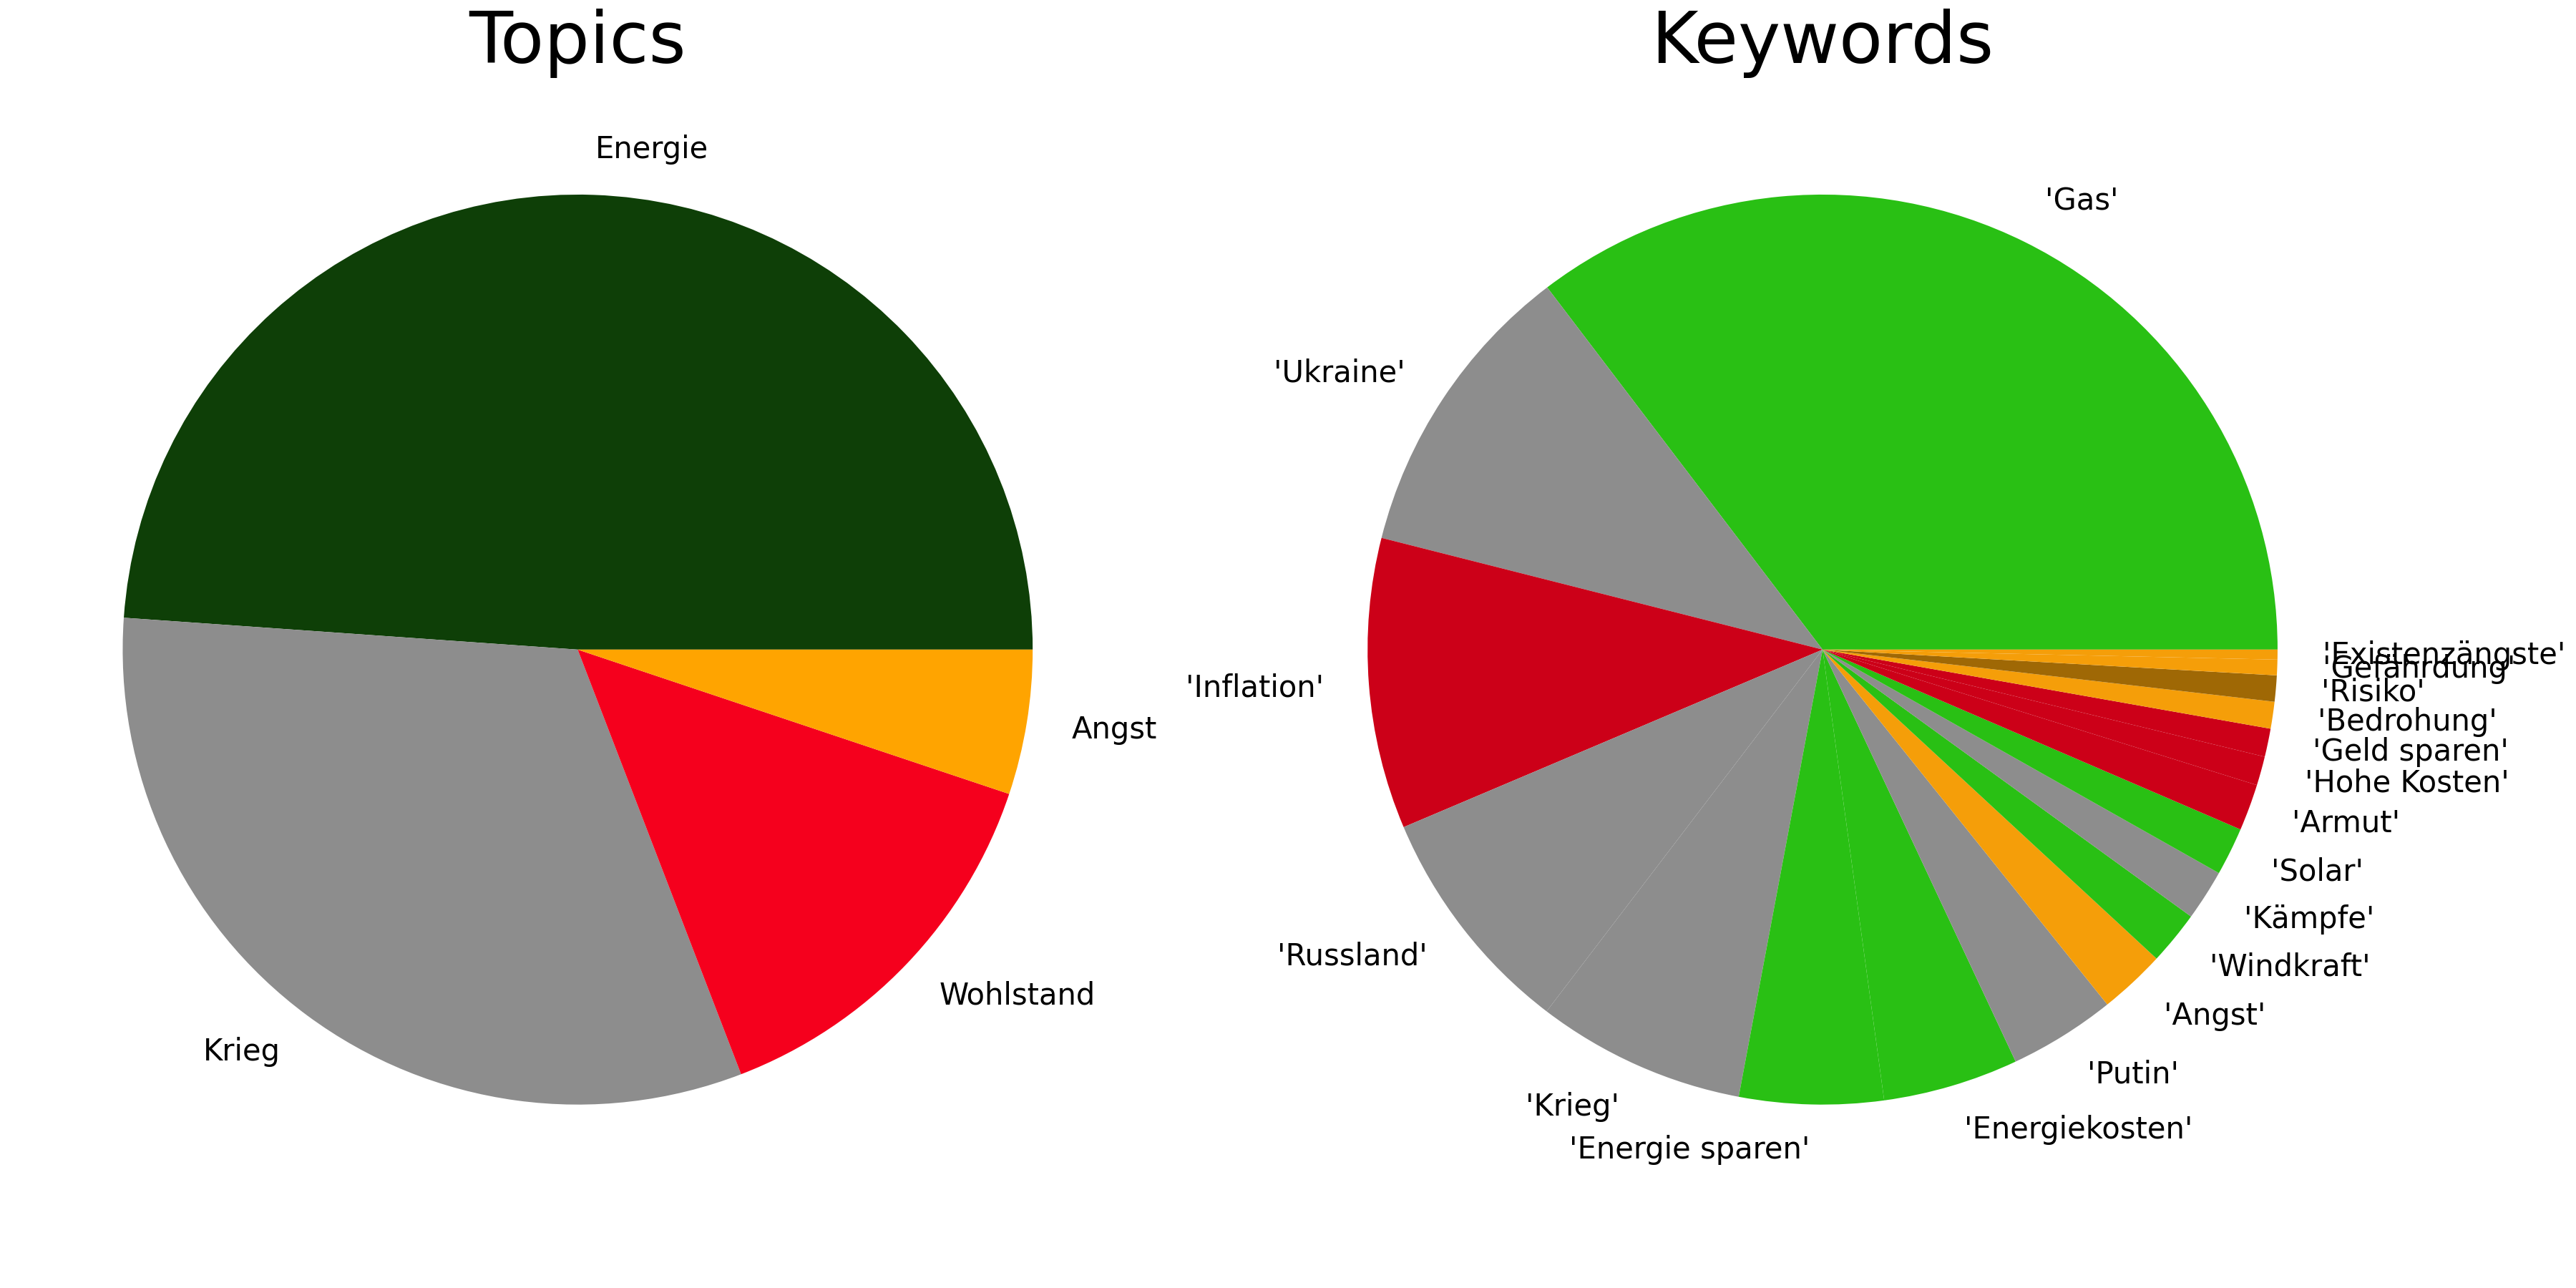 Topics
Energie
Krieg
Wohlstand
Angst
Keywords
'Gas'
'Ukraine'
'Inflation'
'Russland'
'Krieg'
'Energie sparen'
'Energiekosten'
'Putin'
'Angst'
'Windkraft'
'Kämpfe'
'Solar'
'Armut'
'Hohe Kosten'
'Geld sparen'
'Bedrohung'
'Risiko'
'Gefährdung'
'Existenzängste'